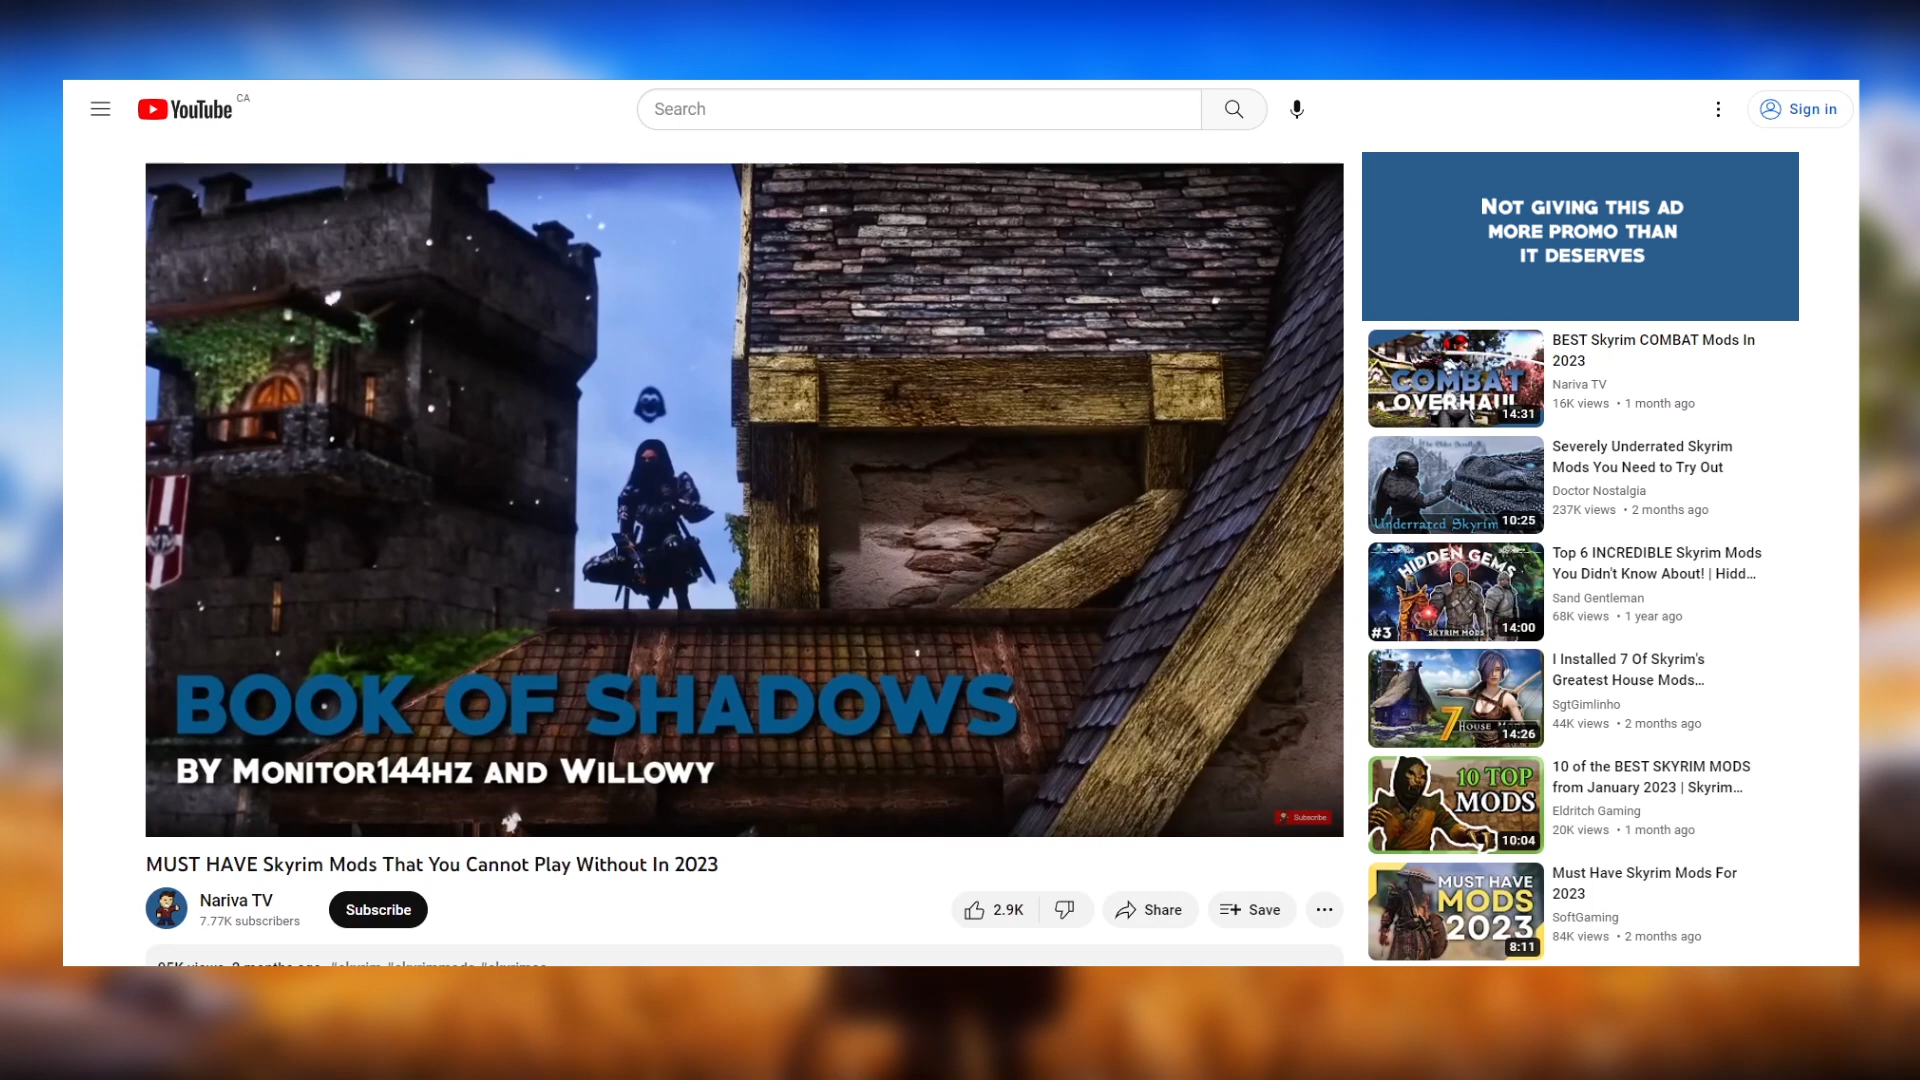 YouTube CA
Search
Sign in
BOOK OF SHADOWS
BY MONITOR144HZ AND WILLOWY
Subscribe
MUST HAVE Skyrim Mods That You Cannot Play Without In 2023
Nariva TV
7.77K subscribers
Subscribe
2.9K
Share
Save
NOT GIVING THIS AD
MORE PROMO THAN
IT DESERVES
COMBAT
OVERHAUL
14:31
BEST Skyrim COMBAT Mods In
2023
Nariva TV
16K views • 1 month ago
Underrated Skyrim
10:25
Severely Underrated Skyrim
Mods You Need to Try Out
Doctor Nostalgia
237K views • 2 months ago
HIDDEN GEMS
#3
SKYRIM MODS
14:00
Top 6 INCREDIBLE Skyrim Mods
You Didn't Know About! | Hidd...
Sand Gentleman
68K views • 1 year ago
7 HOUSE
14:26
I Installed 7 Of Skyrim's
Greatest House Mods...
SgtGimlinho
44K views • 2 months ago
10 TOP
MODS
10:04
10 of the BEST SKYRIM MODS
from January 2023 | Skyrim...
Eldritch Gaming
20K views • 1 month ago
MUST HAVE
MODS
2023
8:11
Must Have Skyrim Mods For
2023
SoftGaming
84K views • 2 months ago